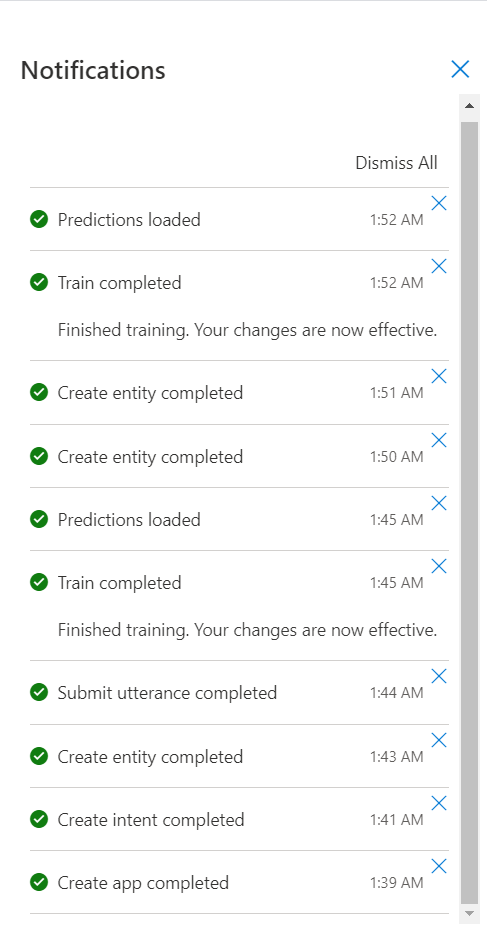 Notifications
Dismiss All
Predictions loaded 1:52 AM
Train completed 1:52 AM
Finished training. Your changes are now effective.
Create entity completed 1:51 AM
Create entity completed 1:50 AM
Predictions loaded 1:45 AM
Train completed 1:45 AM
Finished training. Your changes are now effective.
Submit utterance completed 1:44 AM
Create entity completed 1:43 AM
Create intent completed 1:41 AM
Create app completed 1:39 AM